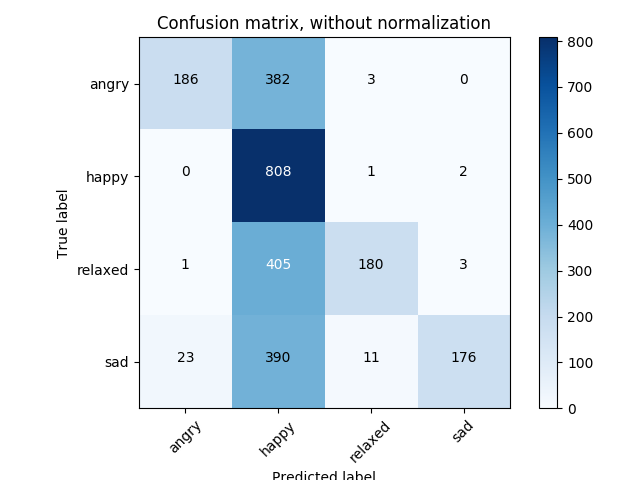 Confusion matrix, without normalization
True label
angry 186 382 3 0
happy 0 808 1 2
relaxed 1 405 180 3
sad 23 390 11 176
angry happy relaxed sad
Predicted label
800
700
600
500
400
300
200
100
0